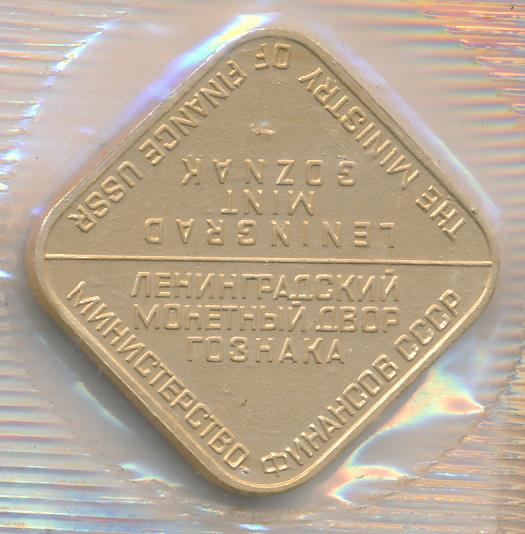 THE MINISTRY OF FINANCE USSR
LENINGRAD
MINT
GOZNAK
ЛЕНИНГРАДСКИЙ
МОНЕТНЫЙ ДВОР
ГОЗНАКА
МИНИСТЕРСТВО ФИНАНСОВ СССР